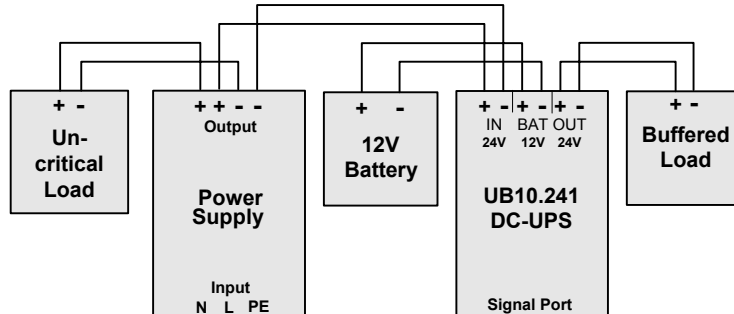 + -
Un-
critical
Load
+ + - -
Output
Power
Supply
Input
N L PE
+ -
12V
Battery
+ - + - + -
IN BAT OUT
24V 12V 24V
UB10.241
DC-UPS
Signal Port
+ -
Buffered
Load